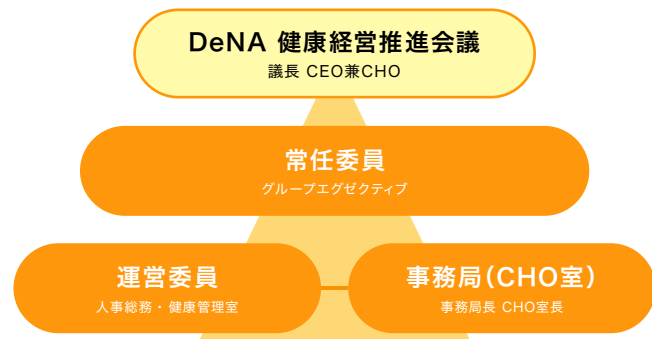 DeNA 健康経営推進会議
議長 CEO兼CHO
常任委員
グループエグゼクティブ
運営委員
人事総務・健康管理室
事務局(CHO室)
事務局長 CHO室長